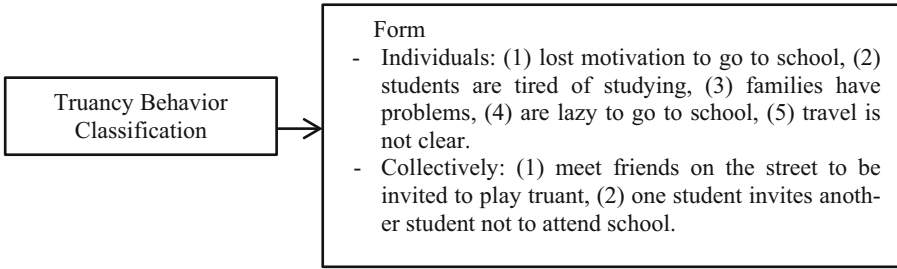 Truancy Behavior
Classification
Form
- Individuals: (1) lost motivation to go to school, (2)
students are tired of studying, (3) families have
problems, (4) are lazy to go to school, (5) travel is
not clear.
- Collectively: (1) meet friends on the street to be
invited to play truant, (2) one student invites anoth-
er student not to attend school.